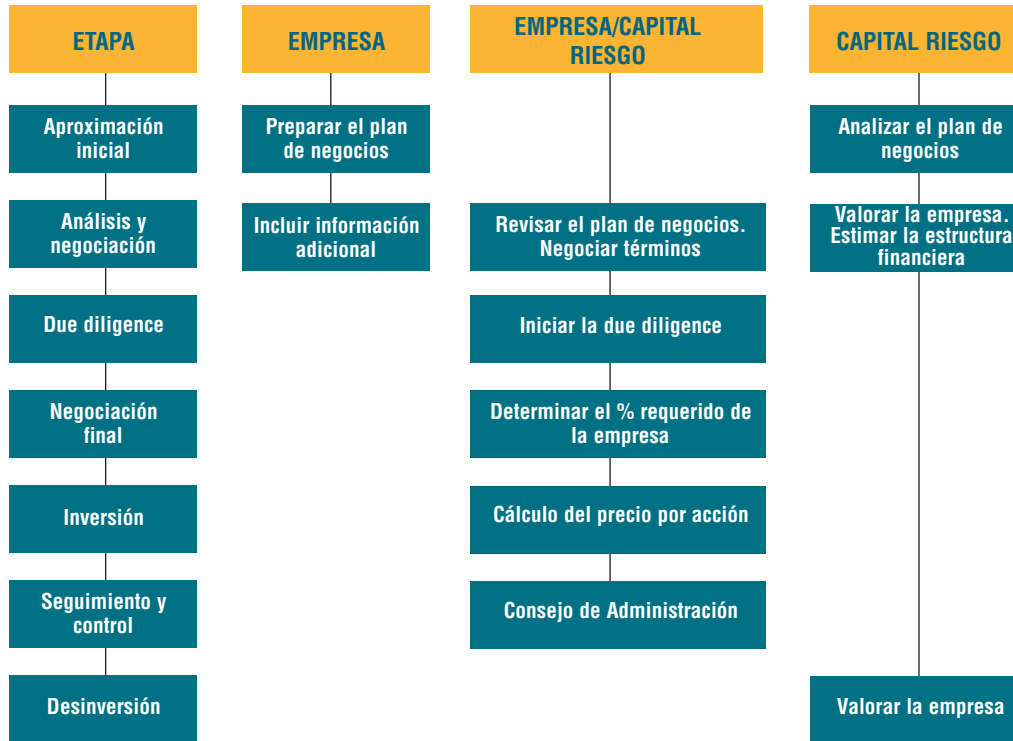 ETAPA
EMPRESA
EMPRESA/CAPITAL
RIESGO
CAPITAL RIESGO
Aproximación
inicial
Preparar el plan
de negocios
Analizar el plan de
negocios
Análisis y
negociación
Incluir información
adicional
Revisar el plan de negocios.
Negociar términos
Valorar la empresa.
Estimar la estructura
financiera
Due diligence
Iniciar la due diligence
Negociación
final
Determinar el % requerido de
la empresa
Inversión
Cálculo del precio por acción
Seguimiento y
control
Consejo de Administración
Desinversión
Valorar la empresa